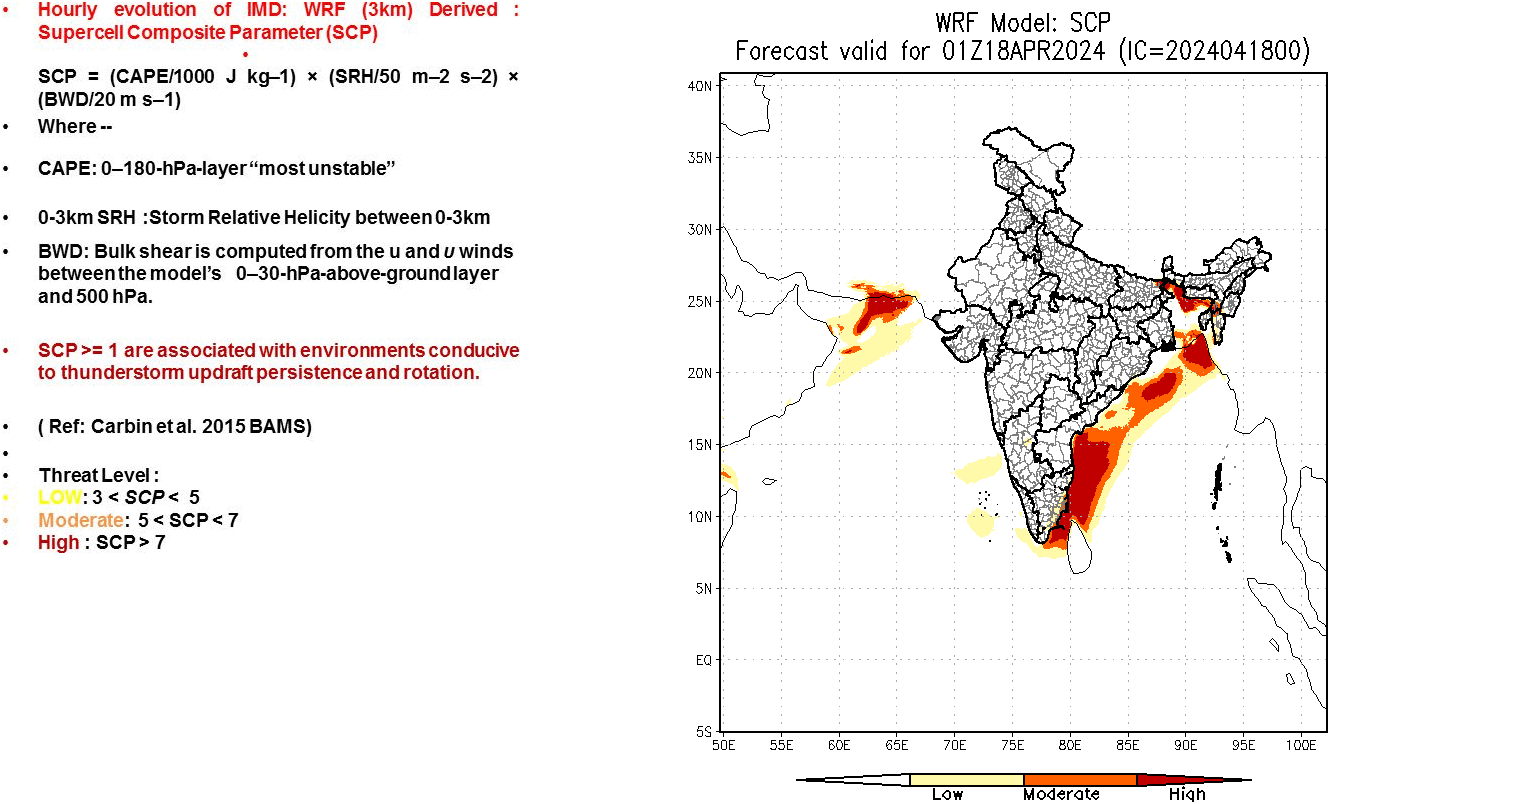 • Hourly evolution of IMD: WRF (3km) Derived :
Supercell Composite Parameter (SCP)
•
SCP = (CAPE/1000 J kg–1) × (SRH/50 m–2 s–2) ×
(BWD/20 m s–1)
• Where --
• CAPE: 0–180-hPa-layer “most unstable”
• 0-3km SRH :Storm Relative Helicity between 0-3km
• BWD: Bulk shear is computed from the u and υ winds
between the model’s 0–30-hPa-above-ground layer
and 500 hPa.
• SCP >= 1 are associated with environments conducive
to thunderstorm updraft persistence and rotation.
• ( Ref: Carbin et al. 2015 BAMS)
•
• Threat Level :
• LOW: 3 < SCP < 5
• Moderate: 5 < SCP < 7
• High : SCP > 7
WRF Model: SCP
Forecast valid for 01Z18APR2024 (IC=2024041800)
40N
35N
30N
25N
20N
15N
10N
5N
EQ
5S
50E 55E 60E 65E 70E 75E 80E 85E 90E 95E 100E
Low Moderate High